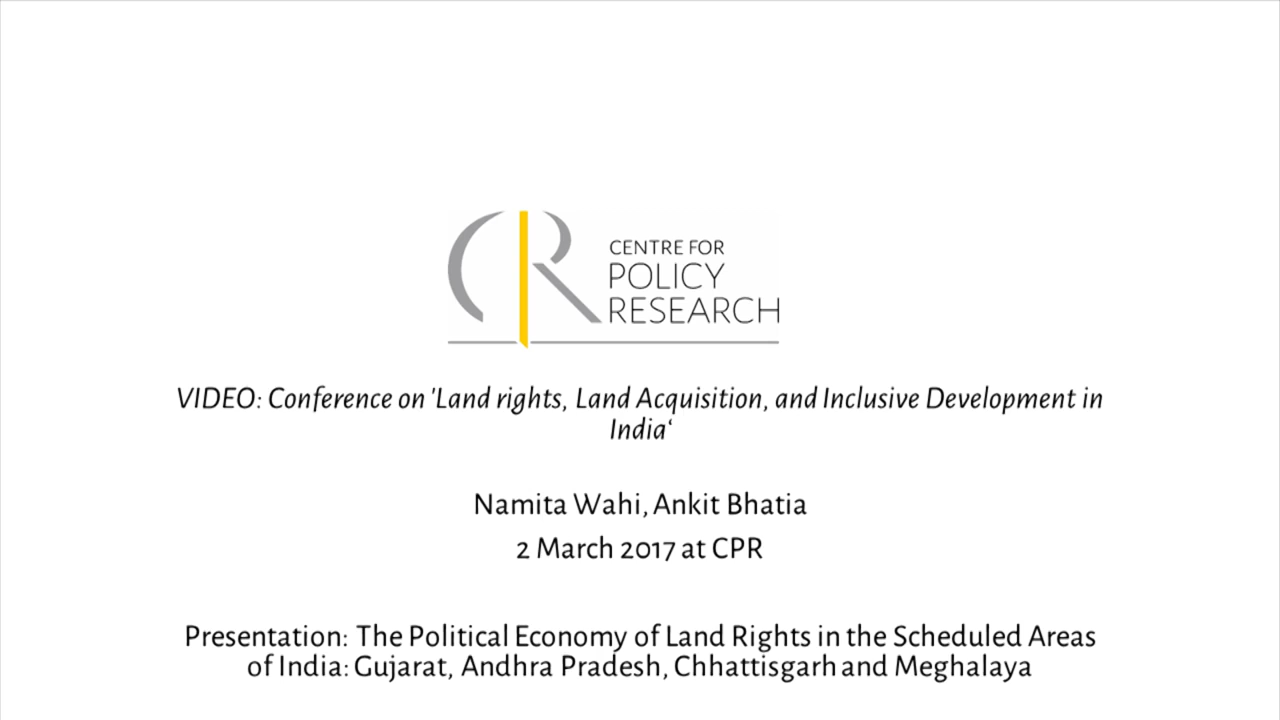 CENTRE FOR
POLICY
RESEARCH
VIDEO: Conference on 'Land rights, Land Acquisition, and Inclusive Development in
India‘
Namita Wahi, Ankit Bhatia
2 March 2017 at CPR
Presentation: The Political Economy of Land Rights in the Scheduled Areas
of India: Gujarat, Andhra Pradesh, Chhattisgarh and Meghalaya